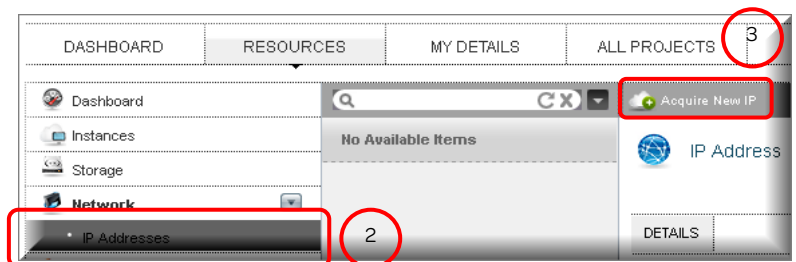 3
DASHBOARD RESOURCES MY DETAILS ALL PROJECTS
Dashboard
Acquire New IP
Instances
No Available Items
IP Address
Storage
Network
IP Addresses
2
DETAILS